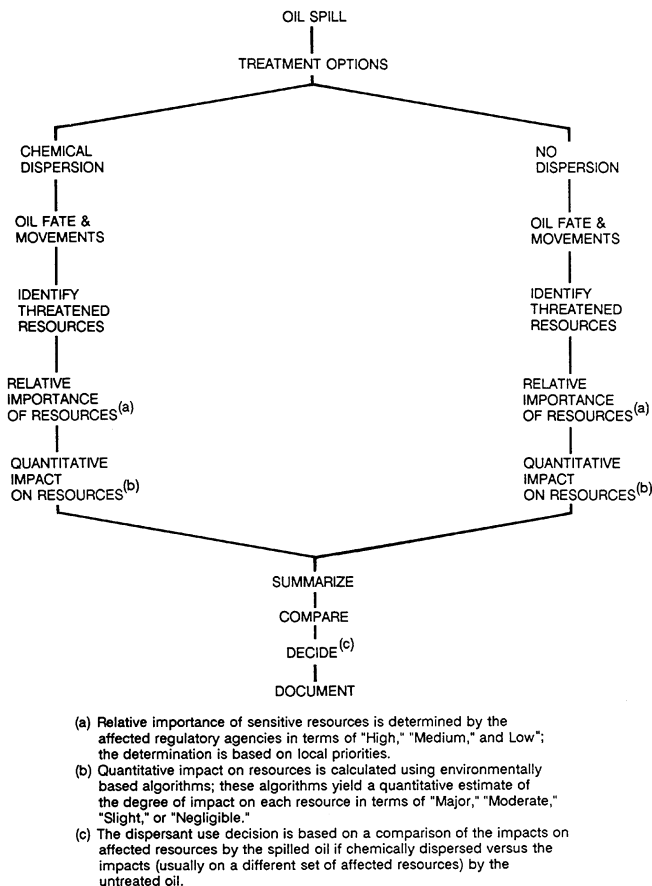 OIL SPILL
TREATMENT OPTIONS
CHEMICAL
DISPERSION
OIL FATE &
MOVEMENTS
IDENTIFY
THREATENED
RESOURCES
RELATIVE
IMPORTANCE
OF RESOURCES(a)
QUANTITATIVE
IMPACT
ON RESOURCES(b)
NO
DISPERSION
OIL FATE &
MOVEMENTS
IDENTIFY
THREATENED
RESOURCES
RELATIVE
IMPORTANCE
OF RESOURCES(a)
QUANTITATIVE
IMPACT
ON RESOURCES(b)
SUMMARIZE
COMPARE
DECIDE(c)
DOCUMENT
(a) Relative importance of sensitive resources is determined by the
affected regulatory agencies in terms of "High," "Medium," and Low";
the determination is based on local priorities.
(b) Quantitative impact on resources is calculated using environmentally
based algorithms; these algorithms yield a quantitative estimate of
the degree of impact on each resource in terms of "Major," "Moderate,"
"Slight," or "Negligible."
(c) The dispersant use decision is based on a comparison of the impacts on
affected resources by the spilled oil if chemically dispersed versus the
impacts (usually on a different set of affected resources) by the
untreated oil.